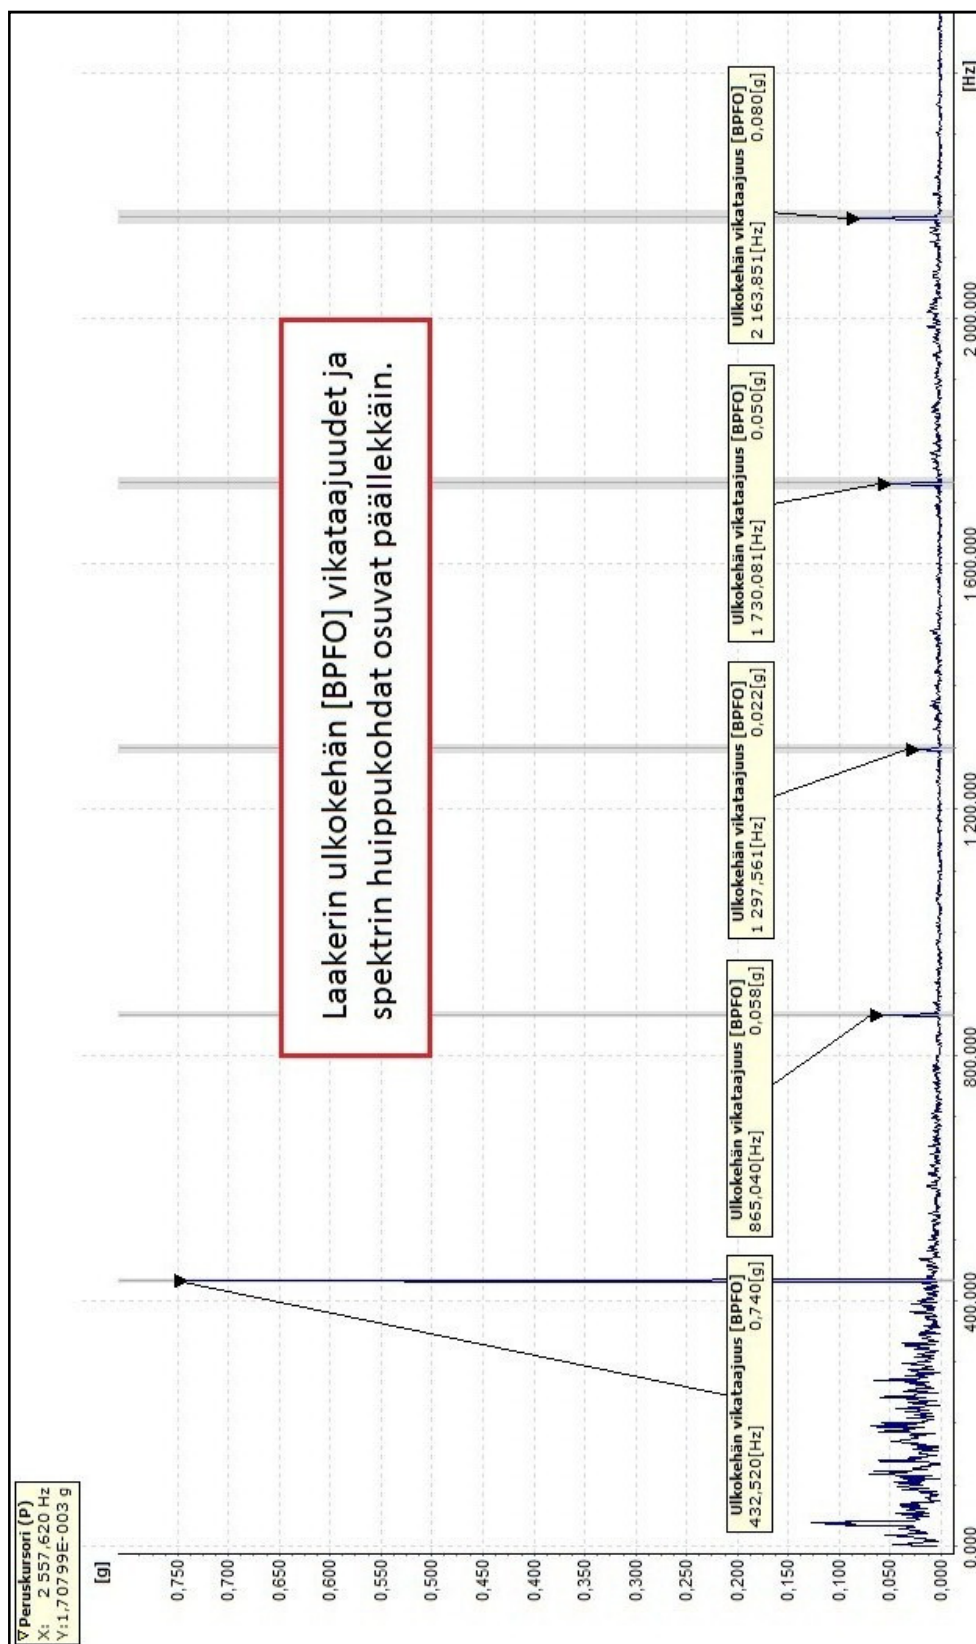 ▽Peruskursori (P)
X: 2 557,620 Hz
Y:1,70799E-003 g
[g]
0,750
0,700
0,650
0,600
0,550
0,500
0,450
0,400
0,350
0,300
0,250
0,200
0,150
0,100
0,050
0,000
Laakerin ulkokehän [BPFO] vikataajuudet ja
spektrin huippukohdat osuvat päällekkäin.
Ulkokehän vikataajuus [BPFO]
432,520[Hz] 0,740[g]
Ulkokehän vikataajuus [BPFO]
865,040[Hz] 0,058[g]
Ulkokehän vikataajuus [BPFO]
1 297,561[Hz] 0,022[g]
Ulkokehän vikataajuus [BPFO]
1 730,081[Hz] 0,050[g]
Ulkokehän vikataajuus [BPFO]
2 163,851[Hz] 0,080[g]
0,000 400,000 800,000 1 200,000 1 600,000 2 000,000 [Hz]